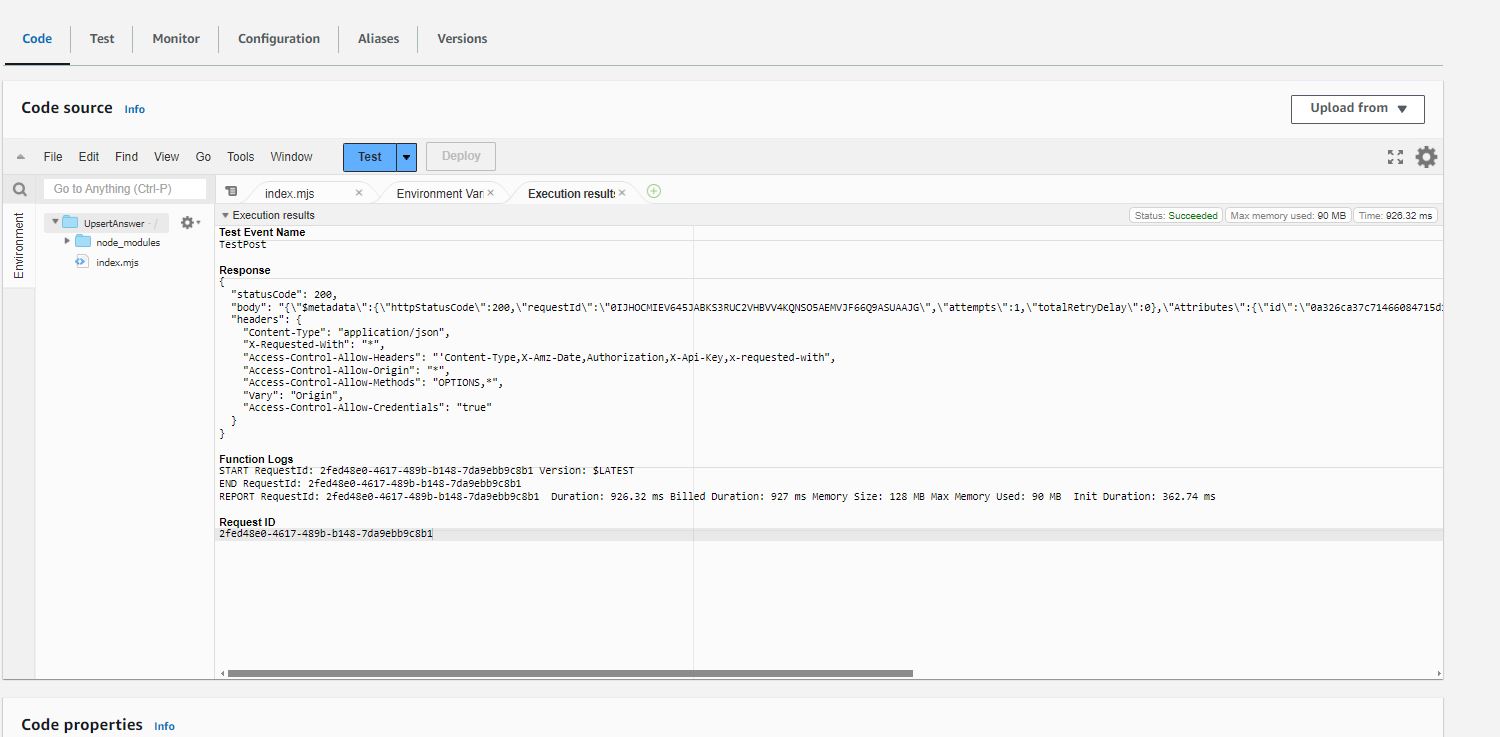 Code Test Monitor Configuration Aliases Versions
Code source Info Upload from
File Edit Find View Go Tools Window Test Deploy
Go to Anything (Ctrl-P) index.mjs Environment Var Execution results
Environment
UpsertAnswer - /
node_modules
index.mjs
Execution results Status: Succeeded Max memory used: 90 MB Time: 926.32 ms
Test Event Name
TestPost
Response
{
"statusCode": 200,
"body": "{\"$metadata\":{\"httpStatusCode\":200,\"requestId\":\"0IJHOCMIEV645JABKS3RUC2VHBVV4KQNSO5AEMVJF66Q9ASUAAJG\",\"attempts\":1,\"totalRetryDelay\":0},\"Attributes\":{\"id\":\"0a326ca37c71466084715d
"headers": {
"Content-Type": "application/json",
"X-Requested-With": "*",
"Access-Control-Allow-Headers": "'Content-Type,X-Amz-Date,Authorization,X-Api-Key,x-requested-with",
"Access-Control-Allow-Origin": "*",
"Access-Control-Allow-Methods": "OPTIONS,*",
"Vary": "Origin",
"Access-Control-Allow-Credentials": "true"
}
}
Function Logs
START RequestId: 2fed48e0-4617-489b-b148-7da9ebb9c8b1 Version: $LATEST
END RequestId: 2fed48e0-4617-489b-b148-7da9ebb9c8b1
REPORT RequestId: 2fed48e0-4617-489b-b148-7da9ebb9c8b1 Duration: 926.32 ms Billed Duration: 927 ms Memory Size: 128 MB Max Memory Used: 90 MB Init Duration: 362.74 ms
Request ID
2fed48e0-4617-489b-b148-7da9ebb9c8b1
Code properties Info